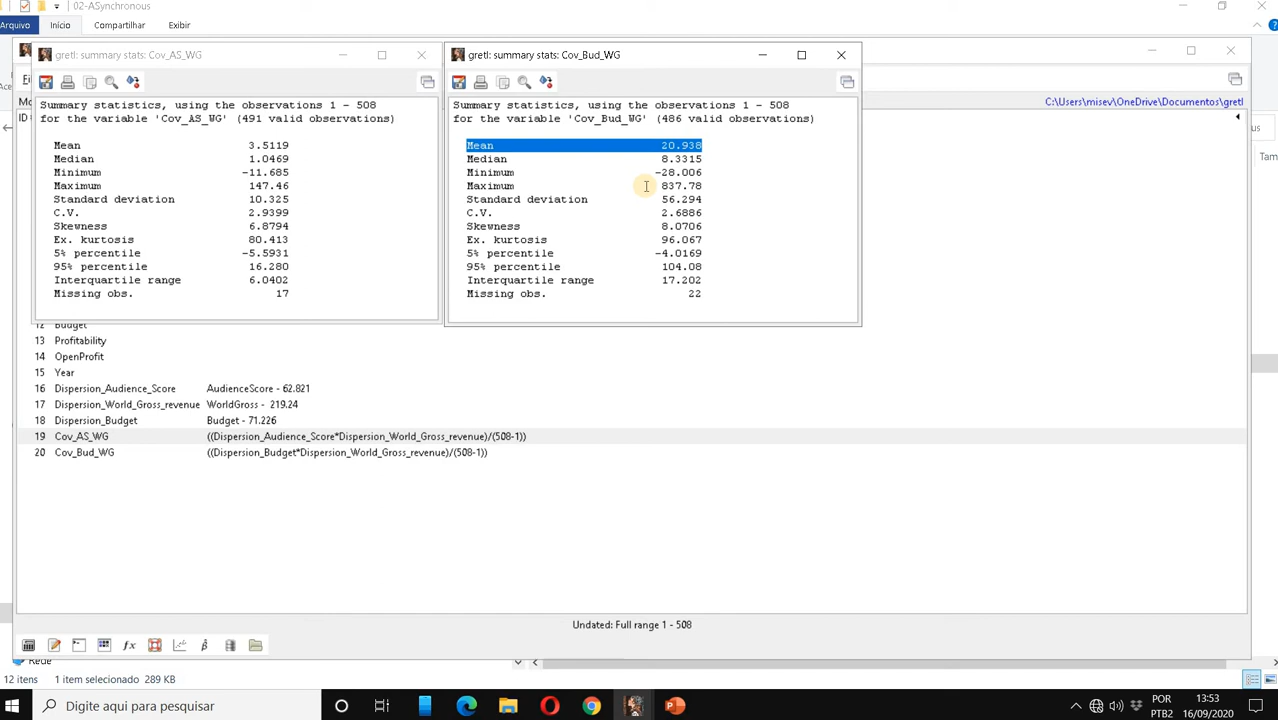 02-ASynchronous
Arquivo Início Compartilhar Exibir
gretl: summary stats: Cov_AS_WG
Summary statistics, using the observations 1 - 508
for the variable 'Cov_AS_WG' (491 valid observations)
Mean 3.5119
Median 1.0469
Minimum -11.685
Maximum 147.46
Standard deviation 10.325
C.V. 2.9399
Skewness 6.8794
Ex. kurtosis 80.413
5% percentile -5.5931
95% percentile 16.280
Interquartile range 6.0402
Missing obs. 17
gretl: summary stats: Cov_Bud_WG
Summary statistics, using the observations 1 - 508
for the variable 'Cov_Bud_WG' (486 valid observations)
Mean 20.938
Median 8.3315
Minimum -28.006
Maximum 837.78
Standard deviation 56.294
C.V. 2.6886
Skewness 8.0706
Ex. kurtosis 96.067
5% percentile -4.0169
95% percentile 104.08
Interquartile range 17.202
Missing obs. 22
C:\Users\misev\OneDrive\Documentos\gretl
12 Budget
13 Profitability
14 OpenProfit
15 Year
16 Dispersion_Audience_Score AudienceScore - 62.821
17 Dispersion_World_Gross_revenue WorldGross - 219.24
18 Dispersion_Budget Budget - 71.226
19 Cov_AS_WG ((Dispersion_Audience_Score*Dispersion_World_Gross_revenue)/(508-1))
20 Cov_Bud_WG ((Dispersion_Budget*Dispersion_World_Gross_revenue)/(508-1))
Undated: Full range 1 - 508
Rede
12 itens 1 item selecionado 289 KB
Digite aqui para pesquisar
POR
PTB2
13:53
16/09/2020